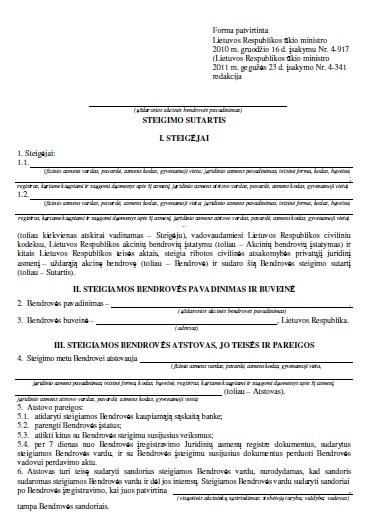 Forma patvirtinta
Lietuvos Respublikos ūkio ministro
2010 m. gruodžio 16 d. įsakymu Nr. 4-917
(Lietuvos Respublikos ūkio ministro
2011 m. gegužės 23 d. įsakymo Nr. 4-341
redakcija
(uždarosios akcinės bendrovės pavadinimas)
STEIGIMO SUTARTIS
I. STEIGĖJAI
1. Steigėjai:
1.1.
(fizinio asmens vardas, pavardė, asmens kodas, gyvenamoji vieta; juridinio asmens pavadinimas, teisinė forma, kodas, buveinė,
registras, kuriame kaupiami ir saugomi duomenys apie šį asmenį, juridinio asmens atstovo vardas, pavardė, asmens kodas, gyvenamoji vieta)
1.2.
(fizinio asmens vardas, pavardė, asmens kodas, gyvenamoji vieta; juridinio asmens pavadinimas, teisinė forma, kodas, buveinė,
registras, kuriame kaupiami ir saugomi duomenys apie šį asmenį, juridinio asmens atstovo vardas, pavardė, asmens kodas, gyvenamoji vieta)
(toliau kiekvienas atskirai vadinamas – Steigėju), vadovaudamiesi Lietuvos Respublikos civiliniu
kodeksu, Lietuvos Respublikos akcinių bendrovių įstatymu (toliau – Akcinių bendrovių įstatymas) ir
kitais Lietuvos Respublikos teisės aktais, steigia ribotos civilinės atsakomybės privatųjį juridinį
asmenį – uždarąją akcinę bendrovę (toliau – Bendrovė) ir sudaro šią Bendrovės steigimo sutartį
(toliau – Sutartis).
II. STEIGIAMOS BENDROVĖS PAVADINIMAS IR BUVEINĖ
2. Bendrovės pavadinimas –
(uždarosios akcinės bendrovės pavadinimas)
3. Bendrovės buveinė – , Lietuvos Respublika.
(adresas)
III. STEIGIAMOS BENDROVĖS ATSTOVAS, JO TEISĖS IR PAREIGOS
4. Steigimo metu Bendrovei atstovauja
(fizinio asmens vardas, pavardė, asmens kodas, gyvenamoji vieta,
juridinio asmens pavadinimas, teisinė forma, kodas, buveinė, registras, kuriame kaupiami ir saugomi duomenys apie šį asmenį,
(toliau – Atstovas).
juridinio asmens atstovo vardas, pavardė, asmens kodas, gyvenamoji vieta)
5. Atstovo pareigos:
5.1. atidaryti steigiamos Bendrovės kaupiamąją sąskaitą banke;
5.2. parengti Bendrovės įstatus;
5.3. atlikti kitus su Bendrovės steigimu susijusius veiksmus;
5.4. per 7 dienas nuo Bendrovės įregistravimo Juridinių asmenų registre dokumentus, sudarytus
steigiamos Bendrovės vardu, ir su Bendrovės steigimu susijusius dokumentus perduoti Bendrovės
vadovui perdavimo aktu.
6. Atstovas turi teisę sudaryti sandorius steigiamos Bendrovės vardu, nurodydamas, kad sandoris
sudaromas steigiamos Bendrovės vardu ir dėl jos interesų. Steigiamos Bendrovės vardu sudaryti sandoriai
po Bendrovės įregistravimo, kai juos patvirtina ,
(visuotinis akcininkų susirinkimas; stebėtojų taryba; valdyba; vadovas)
tampa Bendrovės sandoriais.